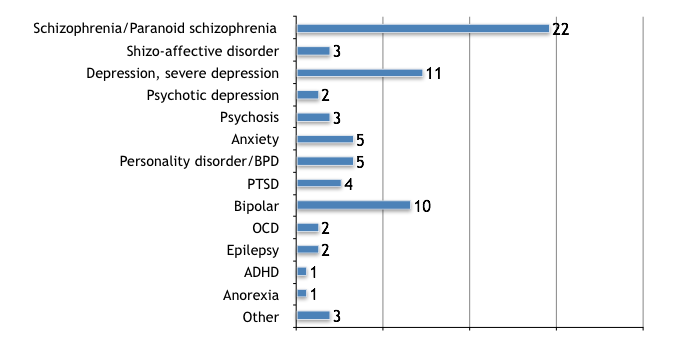 Schizophrenia/Paranoid schizophrenia 22
Shizo-affective disorder 3
Depression, severe depression 11
Psychotic depression 2
Psychosis 3
Anxiety 5
Personality disorder/BPD 5
PTSD 4
Bipolar 10
OCD 2
Epilepsy 2
ADHD 1
Anorexia 1
Other 3